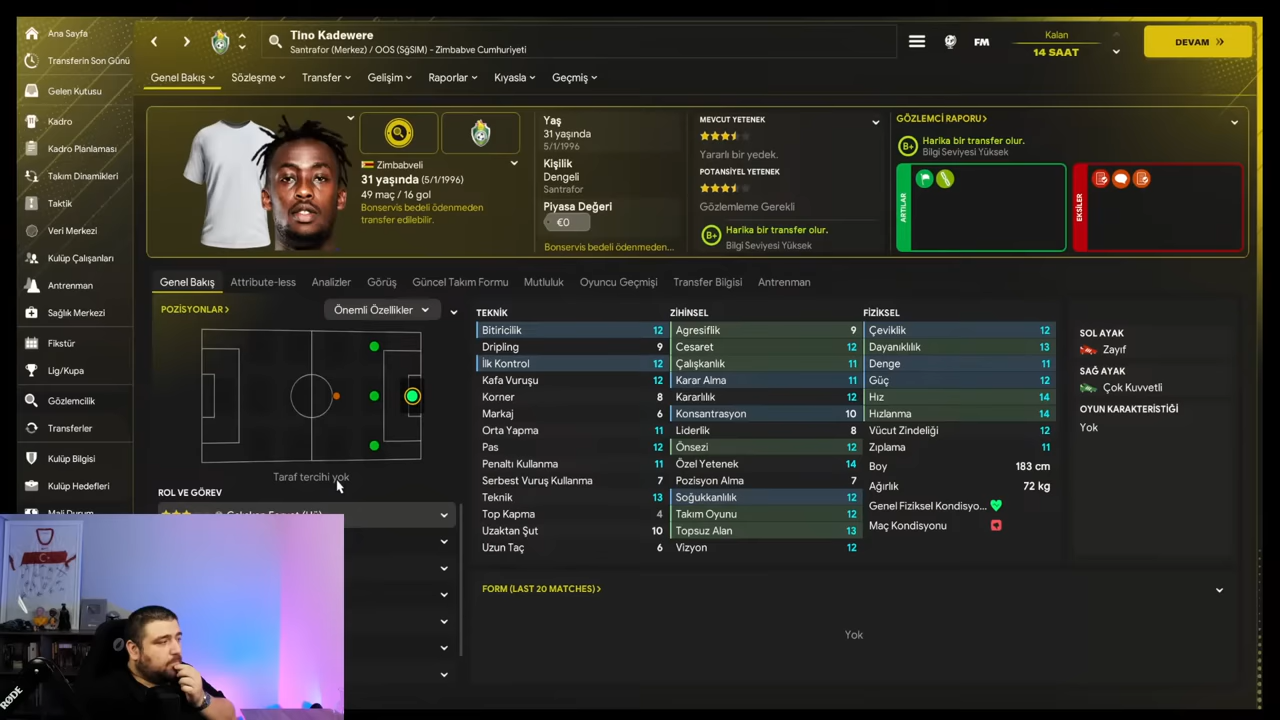 Ana Sayfa
Transferin Son Günü
Gelen Kutusu
Kadro
Kadro Planlaması
Takım Dinamikleri
Taktik
Veri Merkezi
Kulüp Çalışanları
Antrenman
Sağlık Merkezi
Fikstür
Lig/Kupa
Gözlemcilik
Transferler
Kulüp Bilgisi
Kulüp Hedefleri
Mali Durum
Tino Kadewere
Santrafor (Merkez) / OOS (SğSlM) - Zimbabve Cumhuriyeti
FM
Kalan
14 SAAT
DEVAM
Genel Bakış
Sözleşme
Transfer
Gelişim
Raporlar
Kıyasla
Geçmiş
Zimbabveli
31 yaşında (5/1/1996)
49 maç / 16 gol
Bonservis bedeli ödenmeden
transfer edilebilir.
Yaş
31 yaşında
5/1/1996
Kişilik
Dengeli
Santrafor
Piyasa Değeri
€0
Bonservis bedeli ödenmeden...
MEVCUT YETENEK
Yararlı bir yedek.
POTANSİYEL YETENEK
Gözlemleme Gerekli
B+ Harika bir transfer olur.
Bilgi Seviyesi Yüksek
GÖZLEMCİ RAPORU
B+ Harika bir transfer olur.
Bilgi Seviyesi Yüksek
ARTILAR
EKSİLER
Genel Bakış
Attribute-less
Analizler
Görüş
Güncel Takım Formu
Mutluluk
Oyuncu Geçmişi
Transfer Bilgisi
Antrenman
POZİSYONLAR
Önemli Özellikler
Taraf tercihi yok
ROL VE GÖREV
TEKNİK
Bitiricilik 12
Dripling 9
İlk Kontrol 12
Kafa Vuruşu 12
Korner 8
Markaj 6
Orta Yapma 11
Pas 12
Penaltı Kullanma 11
Serbest Vuruş Kullanma 7
Teknik 13
Top Kapma 4
Uzaktan Şut 10
Uzun Taç 6
ZİHİNSEL
Agresiflik 9
Cesaret 12
Çalışkanlık 11
Karar Alma 11
Kararlılık 12
Konsantrasyon 10
Liderlik 8
Önsezi 12
Özel Yetenek 14
Pozisyon Alma 7
Soğukkanlılık 12
Takım Oyunu 12
Topsuz Alan 13
Vizyon 12
FİZİKSEL
Çeviklik 12
Dayanıklılık 13
Denge 12
Güç 12
Hız 14
Hızlanma 14
Vücut Zindeliği 12
Zıplama 11
Boy 183 cm
Ağırlık 72 kg
Genel Fiziksel Kondisyo...
Maç Kondisyonu
SOL AYAK
Zayıf
SAĞ AYAK
Çok Kuvvetli
OYUN KARAKTERİSTİĞİ
Yok
FORM (LAST 20 MATCHES)
Yok
RØDE